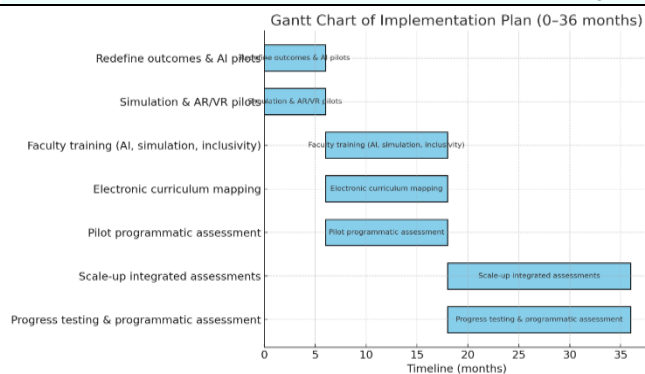 Gantt Chart of Implementation Plan (0–36 months)
Redefine outcomes & AI pilots
Redefine outcomes & AI pilots
Simulation & AR/VR pilots
Simulation & AR/VR pilots
Faculty training (AI, simulation, inclusivity)
Faculty training (AI, simulation, inclusivity)
Electronic curriculum mapping
Electronic curriculum mapping
Pilot programmatic assessment
Pilot programmatic assessment
Scale-up integrated assessments
Scale-up integrated assessments
Progress testing & programmatic assessment
Progress testing & programmatic assessment
0 5 10 15 20 25 30 35
Timeline (months)